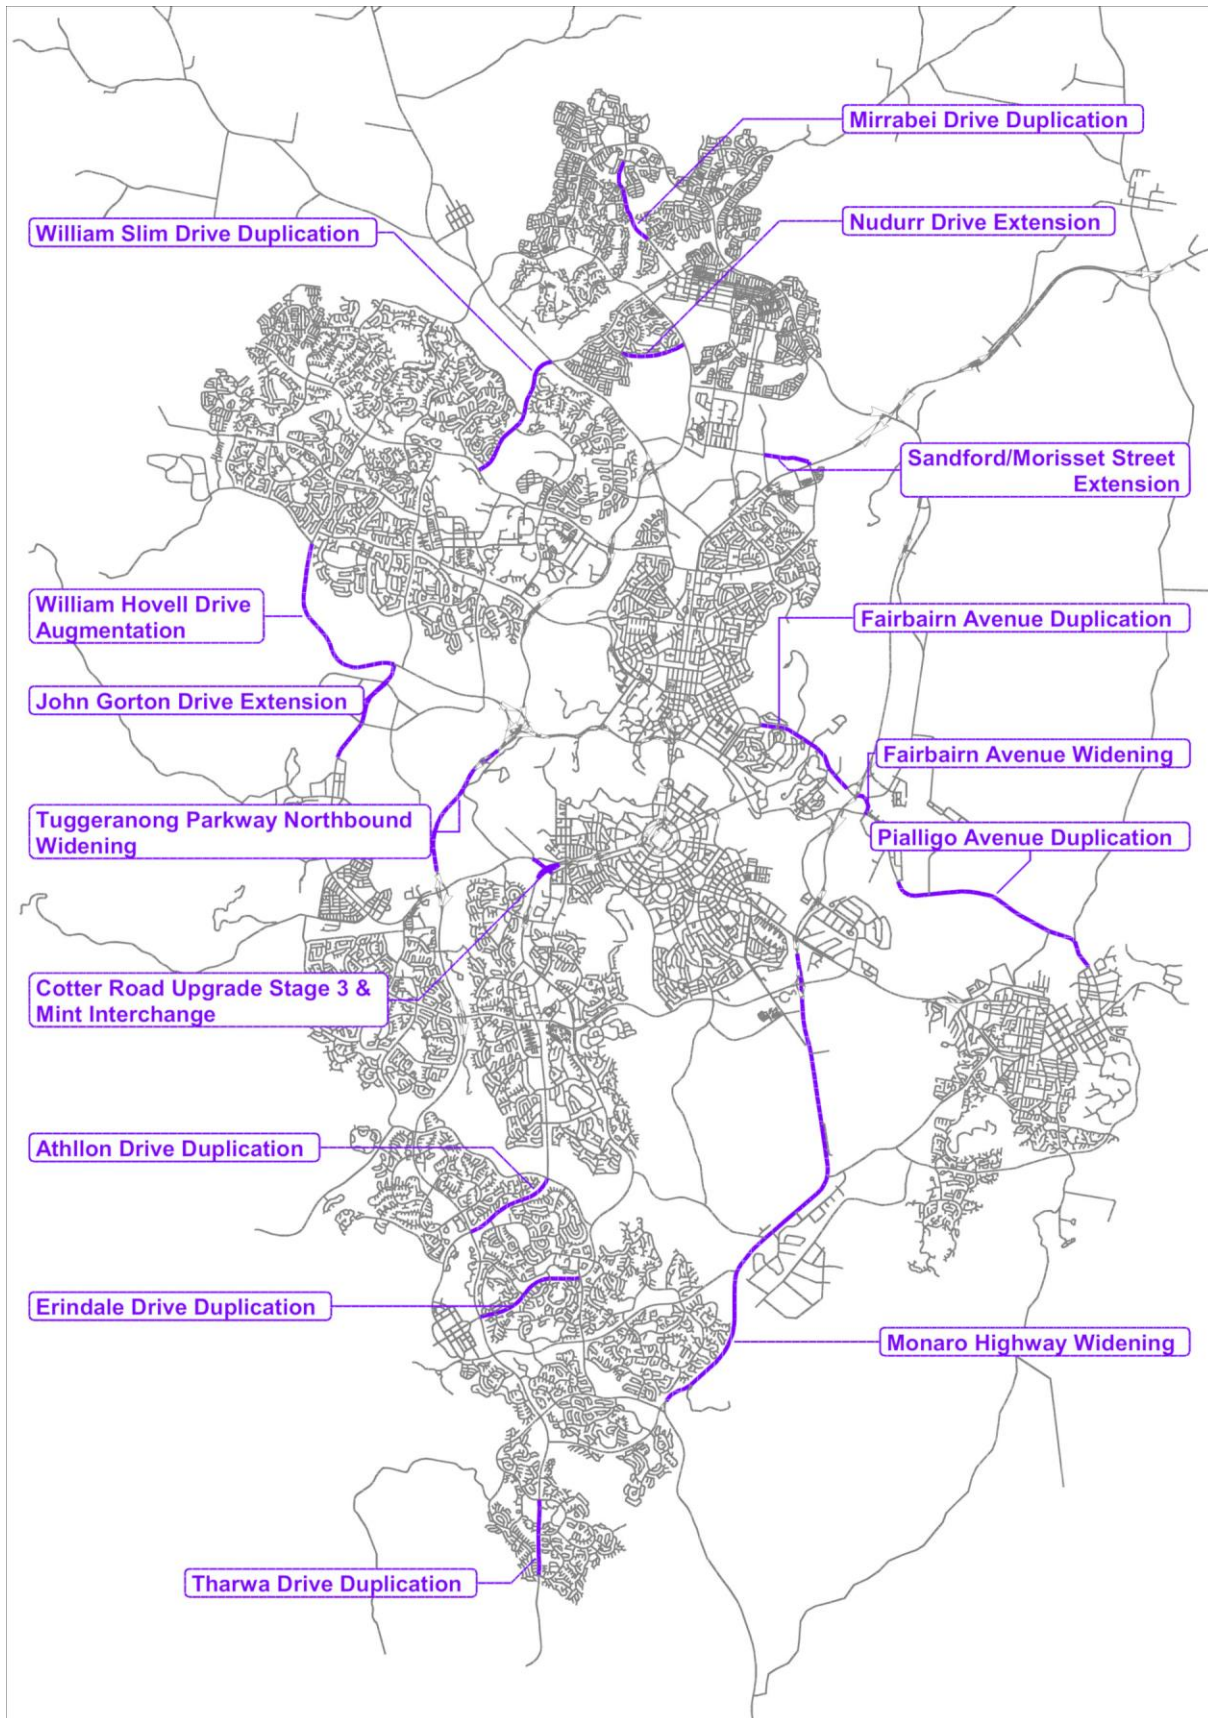 Mirrabei Drive Duplication
William Slim Drive Duplication
Nudurr Drive Extension
Sandford/Morisset Street
Extension
William Hovell Drive
Augmentation
Fairbairn Avenue Duplication
John Gorton Drive Extension
Fairbairn Avenue Widening
Tuggeranong Parkway Northbound
Widening
Pialligo Avenue Duplication
Cotter Road Upgrade Stage 3 &
Mint Interchange
Athllon Drive Duplication
Erindale Drive Duplication
Monaro Highway Widening
Tharwa Drive Duplication